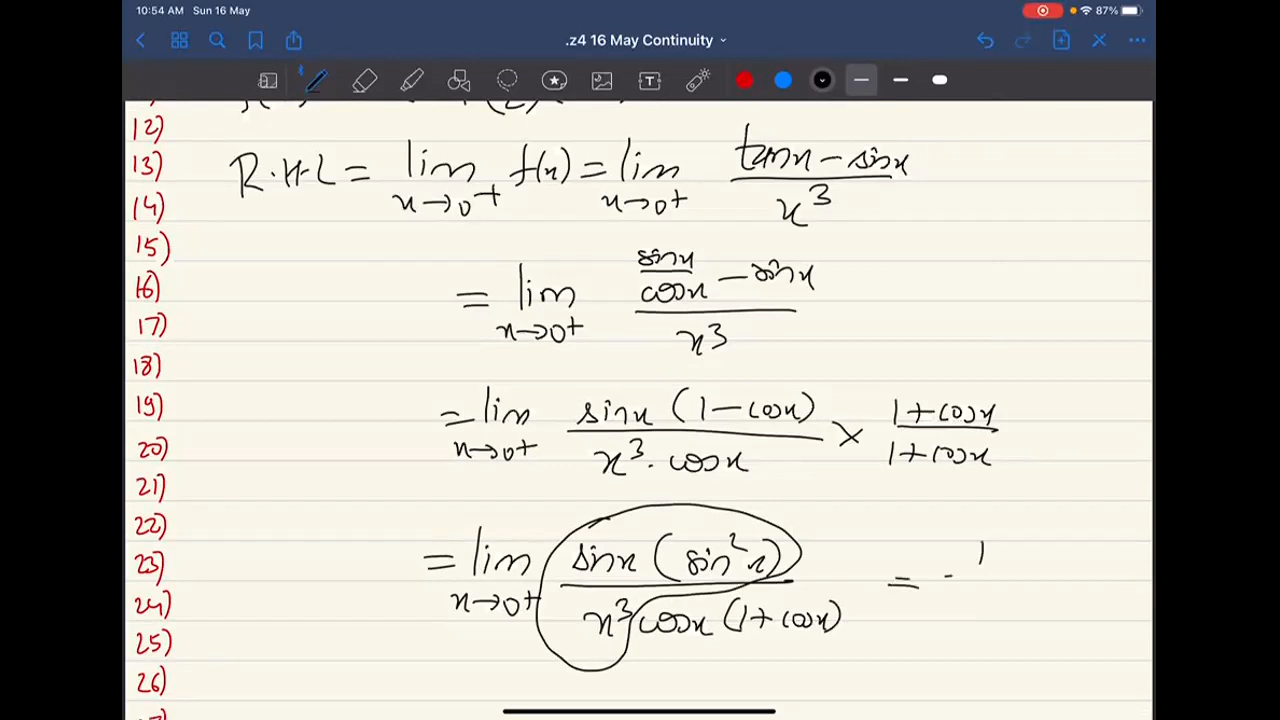 10:54 AM Sun 16 May 87%
.z4 16 May Continuity
12)
13) R.H.L = lim x→0+ f(x) = lim x→0+ (tanx – sinx)/x³
14)
15)
16) = lim x→0+ (sinx/cosx – sinx)/x³
17)
18)
19) = lim x→0+ sinx (1 – cosx)/(x³ . cosx) × (1+cosx)/(1+cosx)
20)
21)
22)
23) = lim x→0+ sinx (sin²x)/(x³ cosx (1+cosx)) = - 1
24)
25)
26)